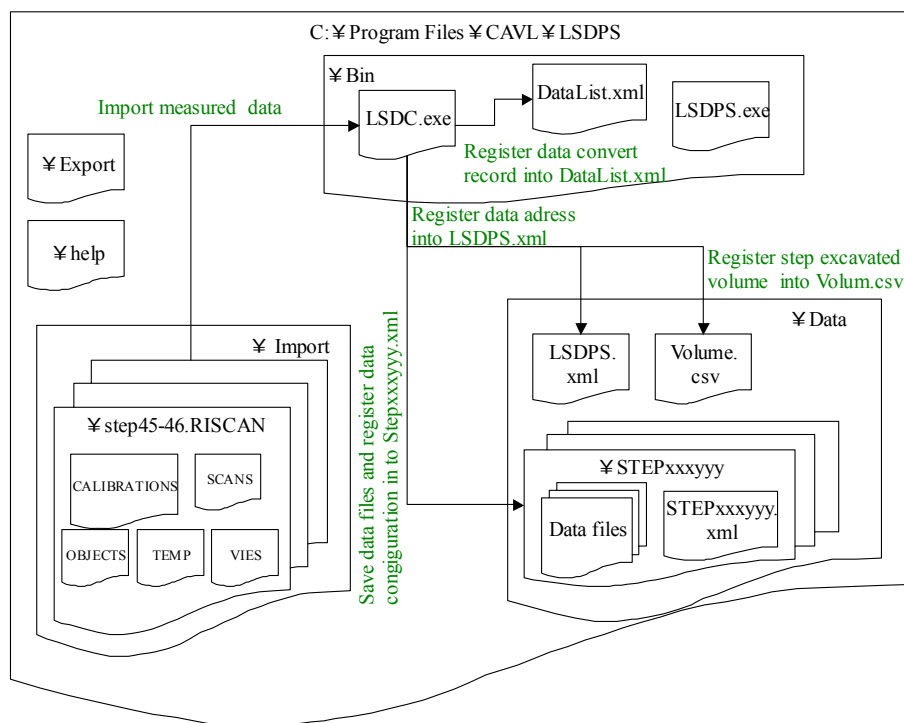 C:￥Program Files￥CAVL￥LSDPS
￥Bin
Import measured data
LSDC.exe
DataList.xml
LSDPS.exe
Register data convert
record into DataList.xml
￥Export
￥help
Register data adress
into LSDPS.xml
Register step excavated
volume into Volum.csv
￥ Import
￥step45-46.RISCAN
CALIBRATIONS
SCANS
OBJECTS
TEMP
VIES
Save data files and register data
congiguration in to Stepxxxyyy.xml
￥Data
LSDPS.
xml
Volume.
csv
￥STEPxxxyyy
Data files
STEPxxxyyy.
xml